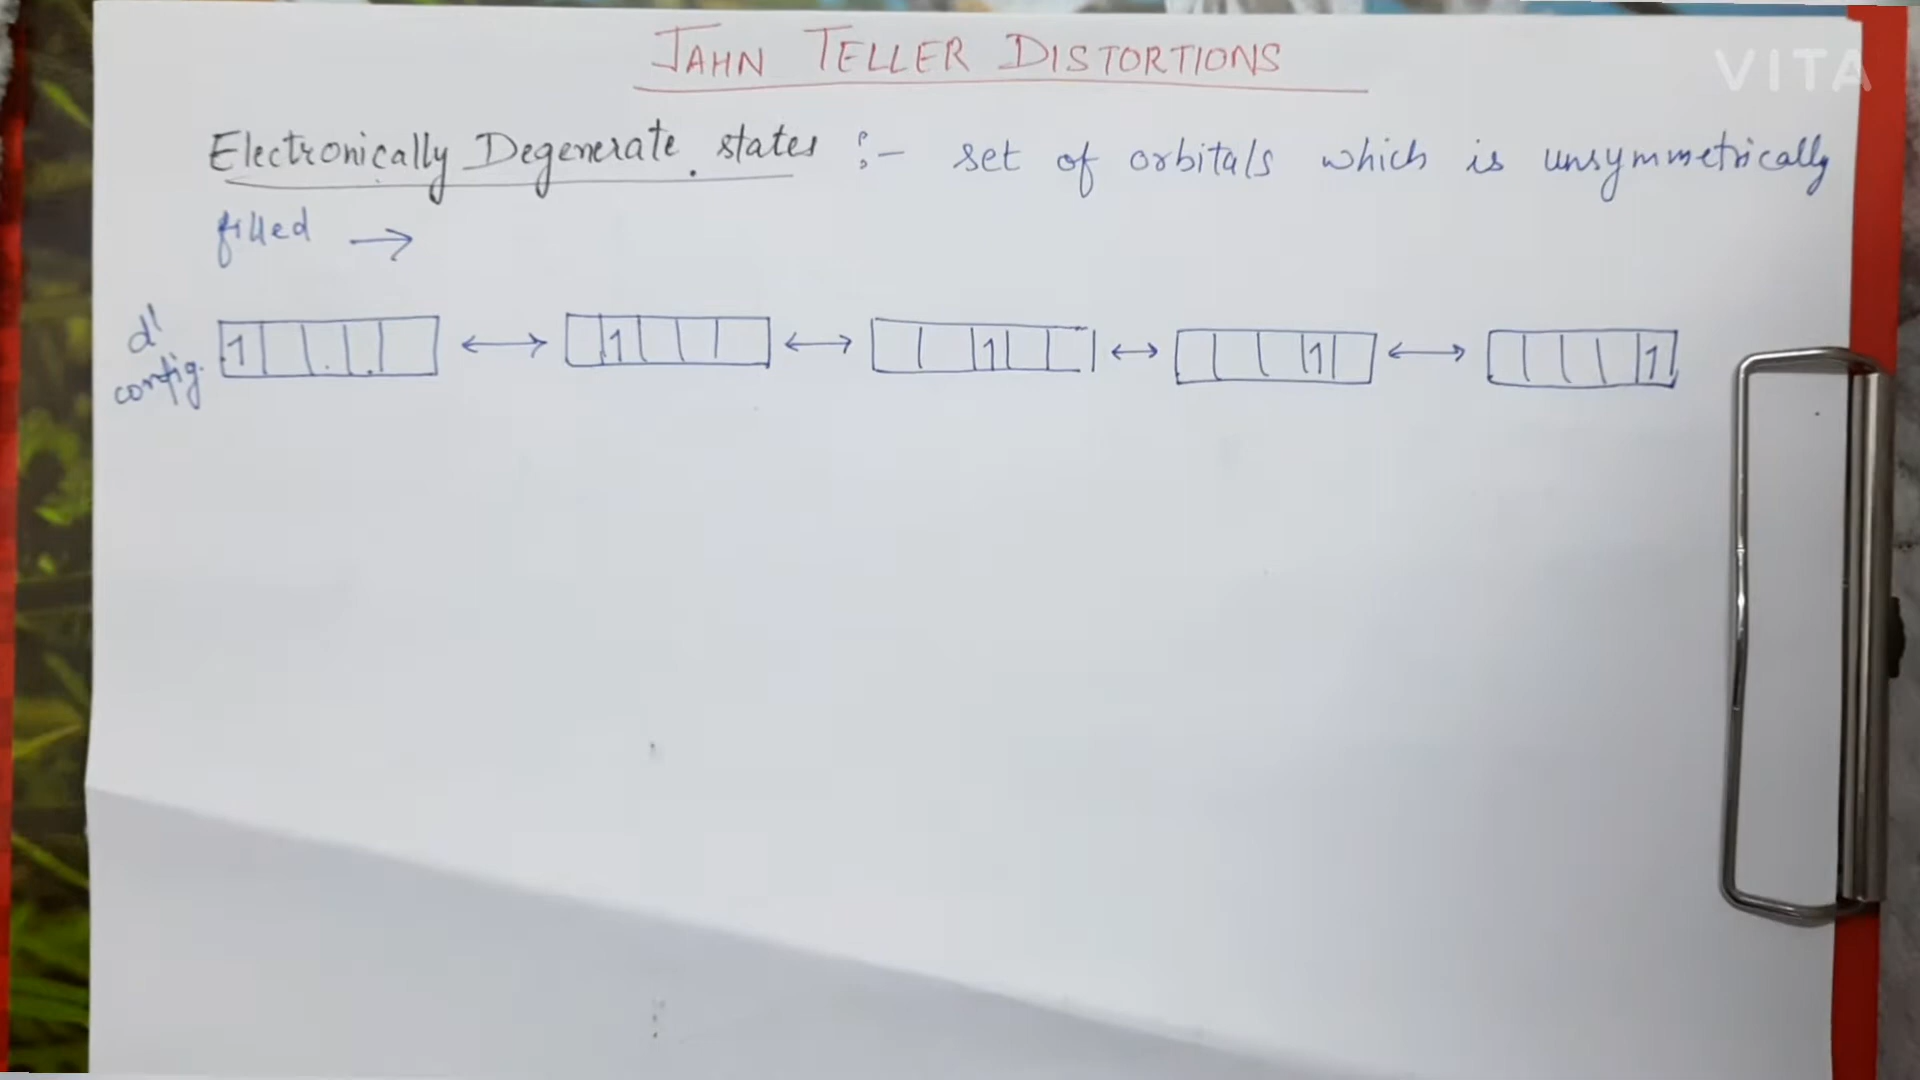 JAHN TELLER DISTORTIONS
VITA
Electronically Degenerate states :- set of orbitals which is unsymmetrically
filled →
d¹ 1 ↔ 1 ↔ 1 ↔ 1 ↔ 1
config.